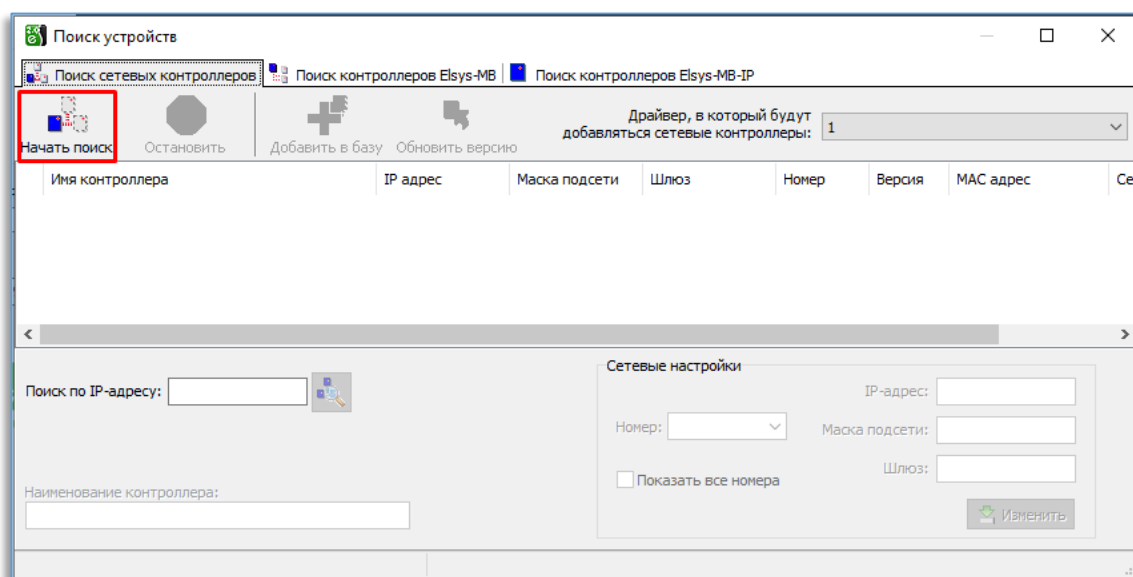 Поиск устройств
Поиск сетевых контроллеров Поиск контроллеров Elsys-MB Поиск контроллеров Elsys-MB-IP
Начать поиск Остановить Добавить в базу Обновить версию
Драйвер, в который будут
добавляться сетевые контроллеры: 1
Имя контроллера IP адрес Маска подсети Шлюз Номер Версия MAC адрес Се
Поиск по IP-адресу:
Наименование контроллера:
Сетевые настройки
IP-адрес:
Номер: Маска подсети:
Шлюз:
Показать все номера
Изменить